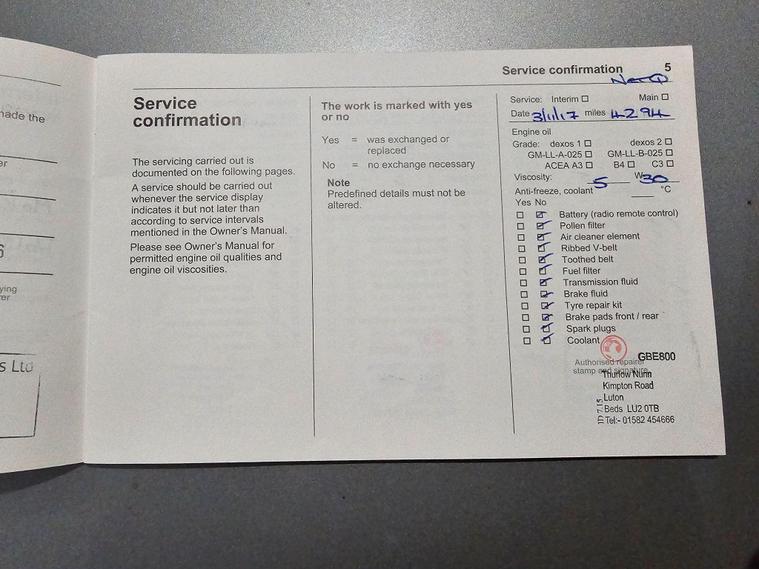 nade the
er
6
ying
rer
s Ltd
Service confirmation 5
Service
confirmation
The servicing carried out is
documented on the following pages.
A service should be carried out
whenever the service display
indicates it but not later than
according to service intervals
mentioned in the Owner's Manual.
Please see Owner's Manual for
permitted engine oil qualities and
engine oil viscosities.
The work is marked with yes
or no
Yes = was exchanged or
replaced
No = no exchange necessary
Note
Predefined details must not be
altered.
Service: Interim ☐ Main ☐
Date 3/11/17 miles 4294
Engine oil
Grade: dexos 1 ☐ dexos 2 ☐
GM-LL-A-025 ☐ GM-LL-B-025 ☐
ACEA A3 ☐ B4 ☐ C3 ☐
Viscosity: 5 W 30
Anti-freeze, coolant °C
Yes No
Battery (radio remote control)
Pollen filter
Air cleaner element
Ribbed V-belt
Toothed belt
Fuel filter
Transmission fluid
Brake fluid
Tyre repair kit
Brake pads front / rear
Spark plugs
Coolant
GBE800
Authorised repairer
stamp and signature
Thurlow Nunn
Kimpton Road
Luton
Beds LU2 0TB
Tel:- 01582 454666